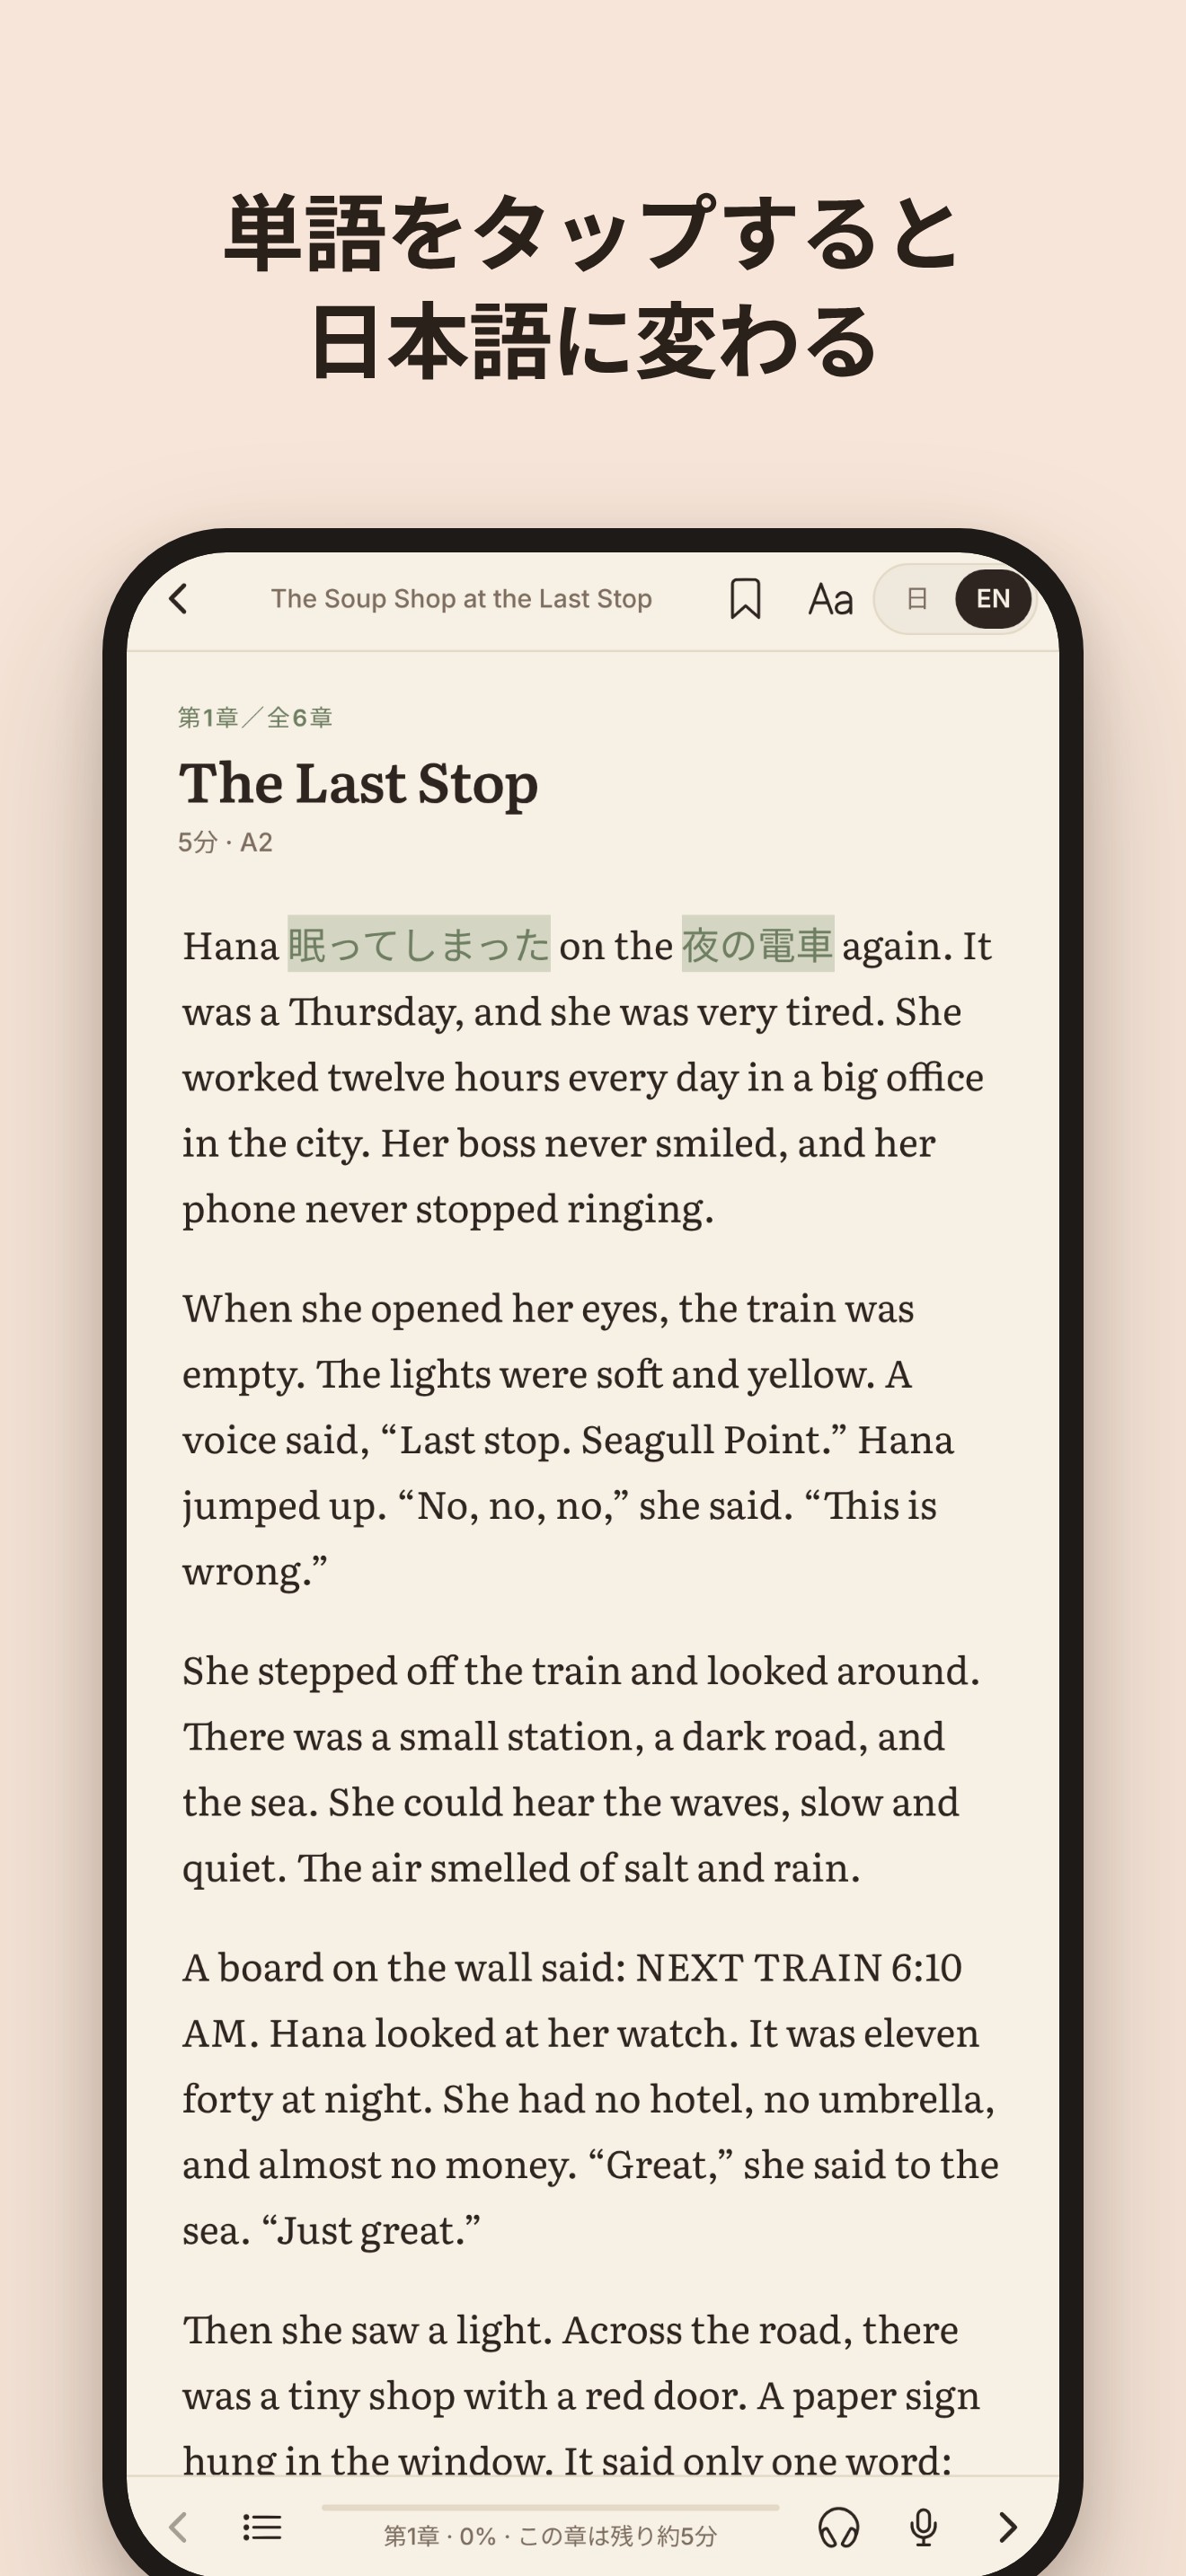 単語をタップすると
日本語に変わる
The Soup Shop at the Last Stop
Aa
日
EN
第1章／全6章
The Last Stop
5分 · A2
Hana 眠ってしまった on the 夜の電車 again. It
was a Thursday, and she was very tired. She
worked twelve hours every day in a big office
in the city. Her boss never smiled, and her
phone never stopped ringing.
When she opened her eyes, the train was
empty. The lights were soft and yellow. A
voice said, “Last stop. Seagull Point.” Hana
jumped up. “No, no, no,” she said. “This is
wrong.”
She stepped off the train and looked around.
There was a small station, a dark road, and
the sea. She could hear the waves, slow and
quiet. The air smelled of salt and rain.
A board on the wall said: NEXT TRAIN 6:10
AM. Hana looked at her watch. It was eleven
forty at night. She had no hotel, no umbrella,
and almost no money. “Great,” she said to the
sea. “Just great.”
Then she saw a light. Across the road, there
was a tiny shop with a red door. A paper sign
hung in the window. It said only one word:
第1章 · 0% · この章は残り約5分